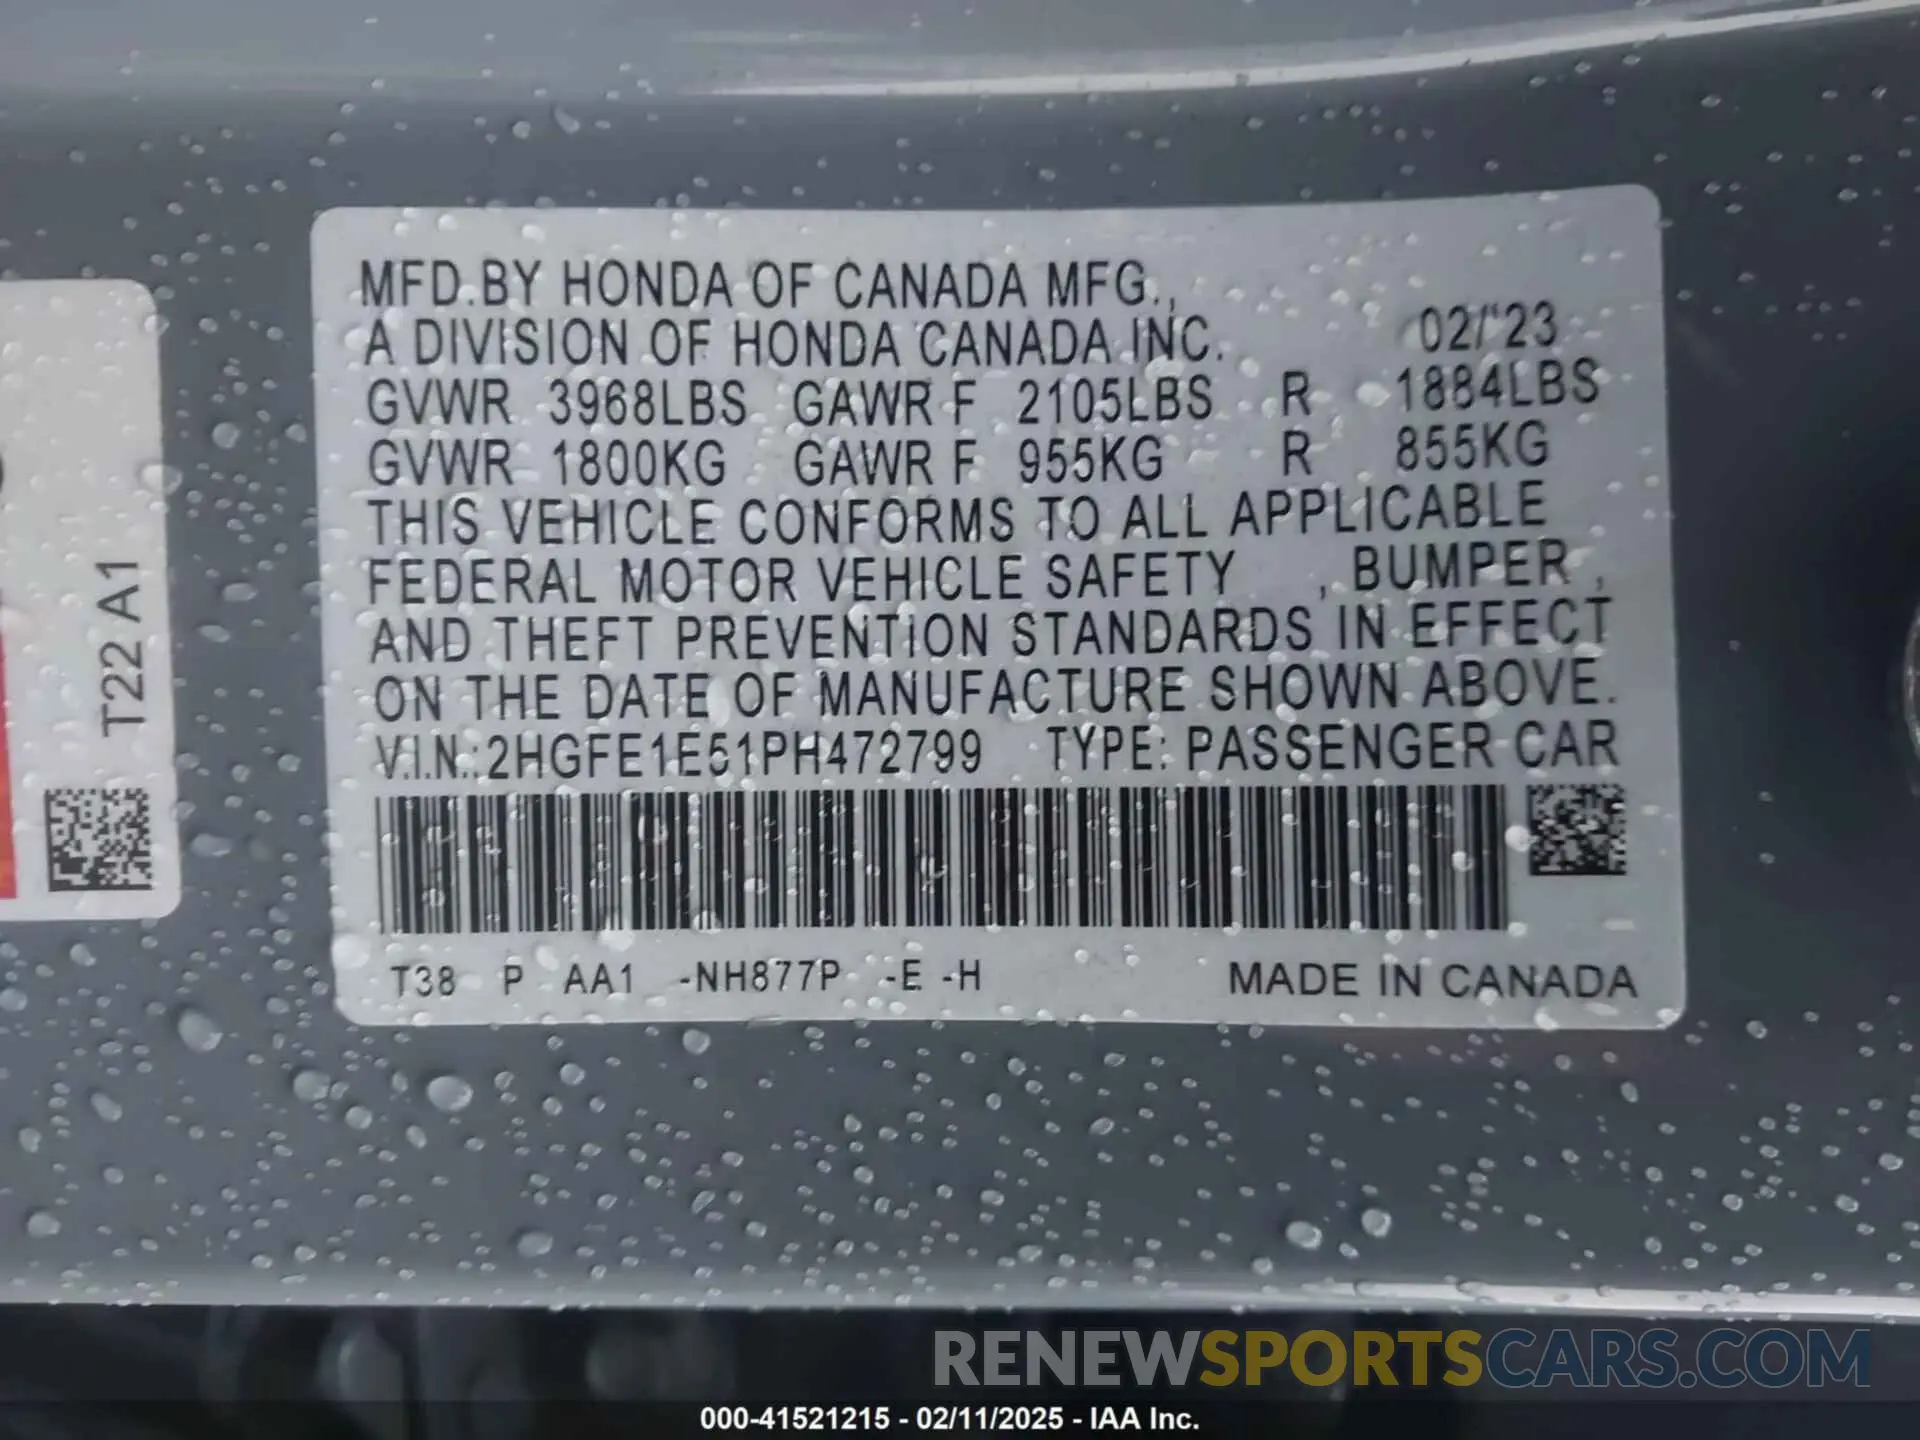 MFD.BY HONDA OF CANADA MFG.,
A DIVISION OF HONDA CANADA INC. 02/'23
GVWR 3968LBS GAWR F 2105LBS R 1884LBS
GVWR 1800KG GAWR F 955KG R 855KG
THIS VEHICLE CONFORMS TO ALL APPLICABLE
FEDERAL MOTOR VEHICLE SAFETY , BUMPER ,
AND THEFT PREVENTION STANDARDS IN EFFECT
ON THE DATE OF MANUFACTURE SHOWN ABOVE.
V.I.N.:2HGFE1E51PH472799 TYPE: PASSENGER CAR
T38 P AA1 -NH877P -E -H MADE IN CANADA
T22 A1
RENEWSPORTSCARS.COM
000-41521215 - 02/11/2025 - IAA Inc.